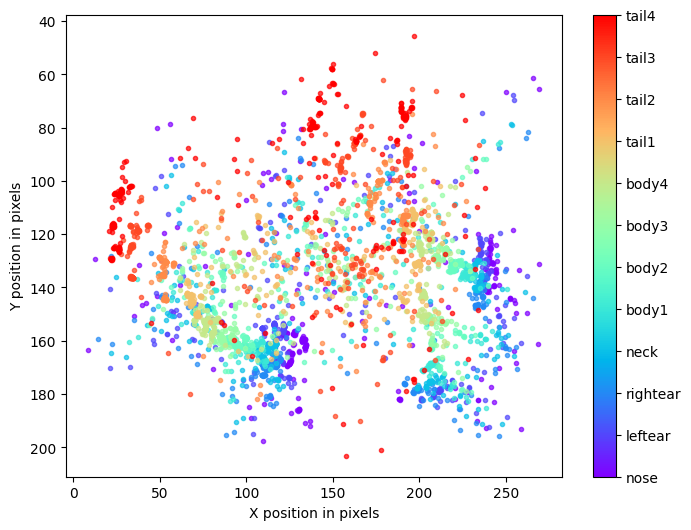 40
60
80
100
120
140
160
180
200
Y position in pixels
0
50
100
150
200
250
X position in pixels
tail4
tail3
tail2
tail1
body4
body3
body2
body1
neck
rightear
leftear
nose